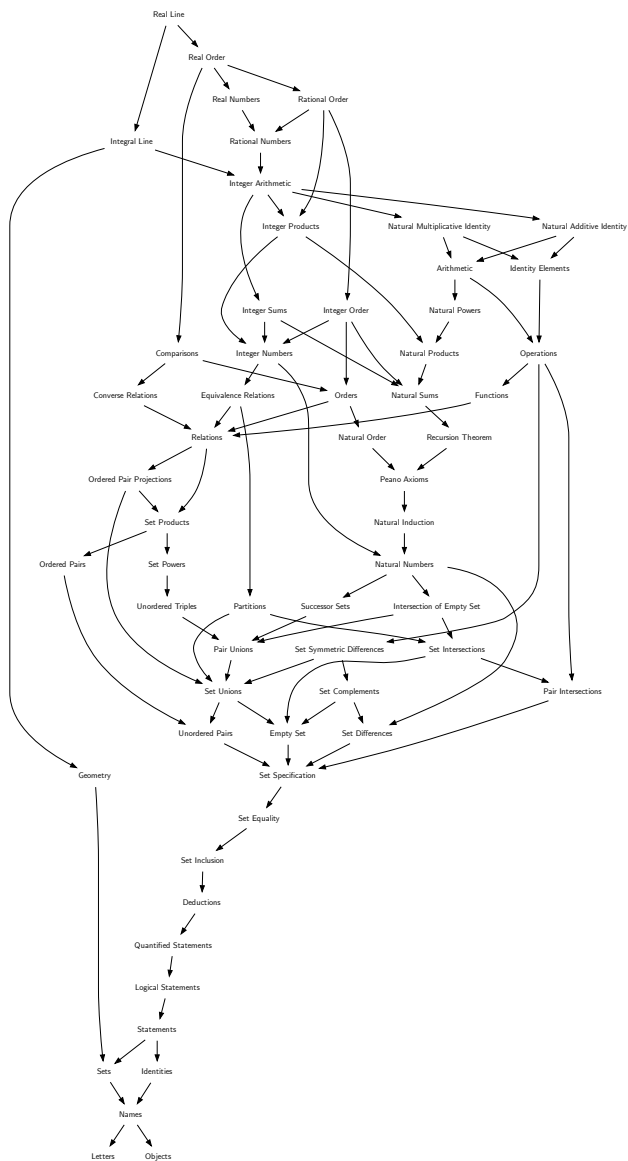 Real Line
Real Order
Real Numbers
Rational Order
Integral Line
Rational Numbers
Integer Arithmetic
Integer Products
Natural Multiplicative Identity
Natural Additive Identity
Arithmetic
Identity Elements
Integer Sums
Integer Order
Natural Powers
Comparisons
Integer Numbers
Natural Products
Operations
Converse Relations
Equivalence Relations
Orders
Natural Sums
Functions
Relations
Natural Order
Recursion Theorem
Ordered Pair Projections
Peano Axioms
Set Products
Natural Induction
Ordered Pairs
Set Powers
Natural Numbers
Unordered Triples
Partitions
Successor Sets
Intersection of Empty Set
Pair Unions
Set Symmetric Differences
Set Intersections
Set Unions
Set Complements
Pair Intersections
Unordered Pairs
Empty Set
Set Differences
Geometry
Set Specification
Set Equality
Set Inclusion
Deductions
Quantified Statements
Logical Statements
Statements
Sets
Identities
Names
Letters
Objects